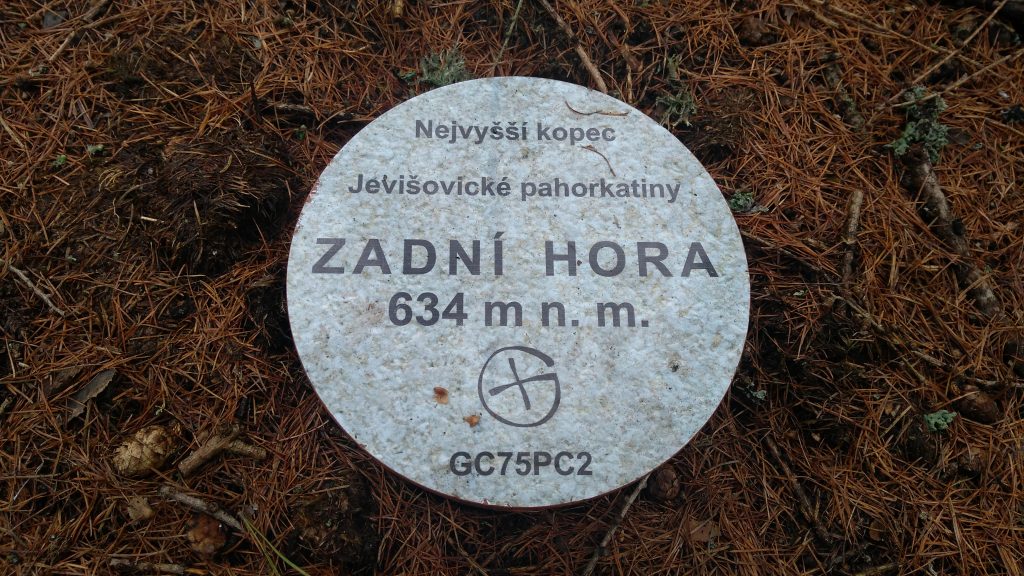 Nejvyšší kopec
Jevišovické pahorkatiny
ZADNÍ HORA
634 m n. m.
GC75PC2